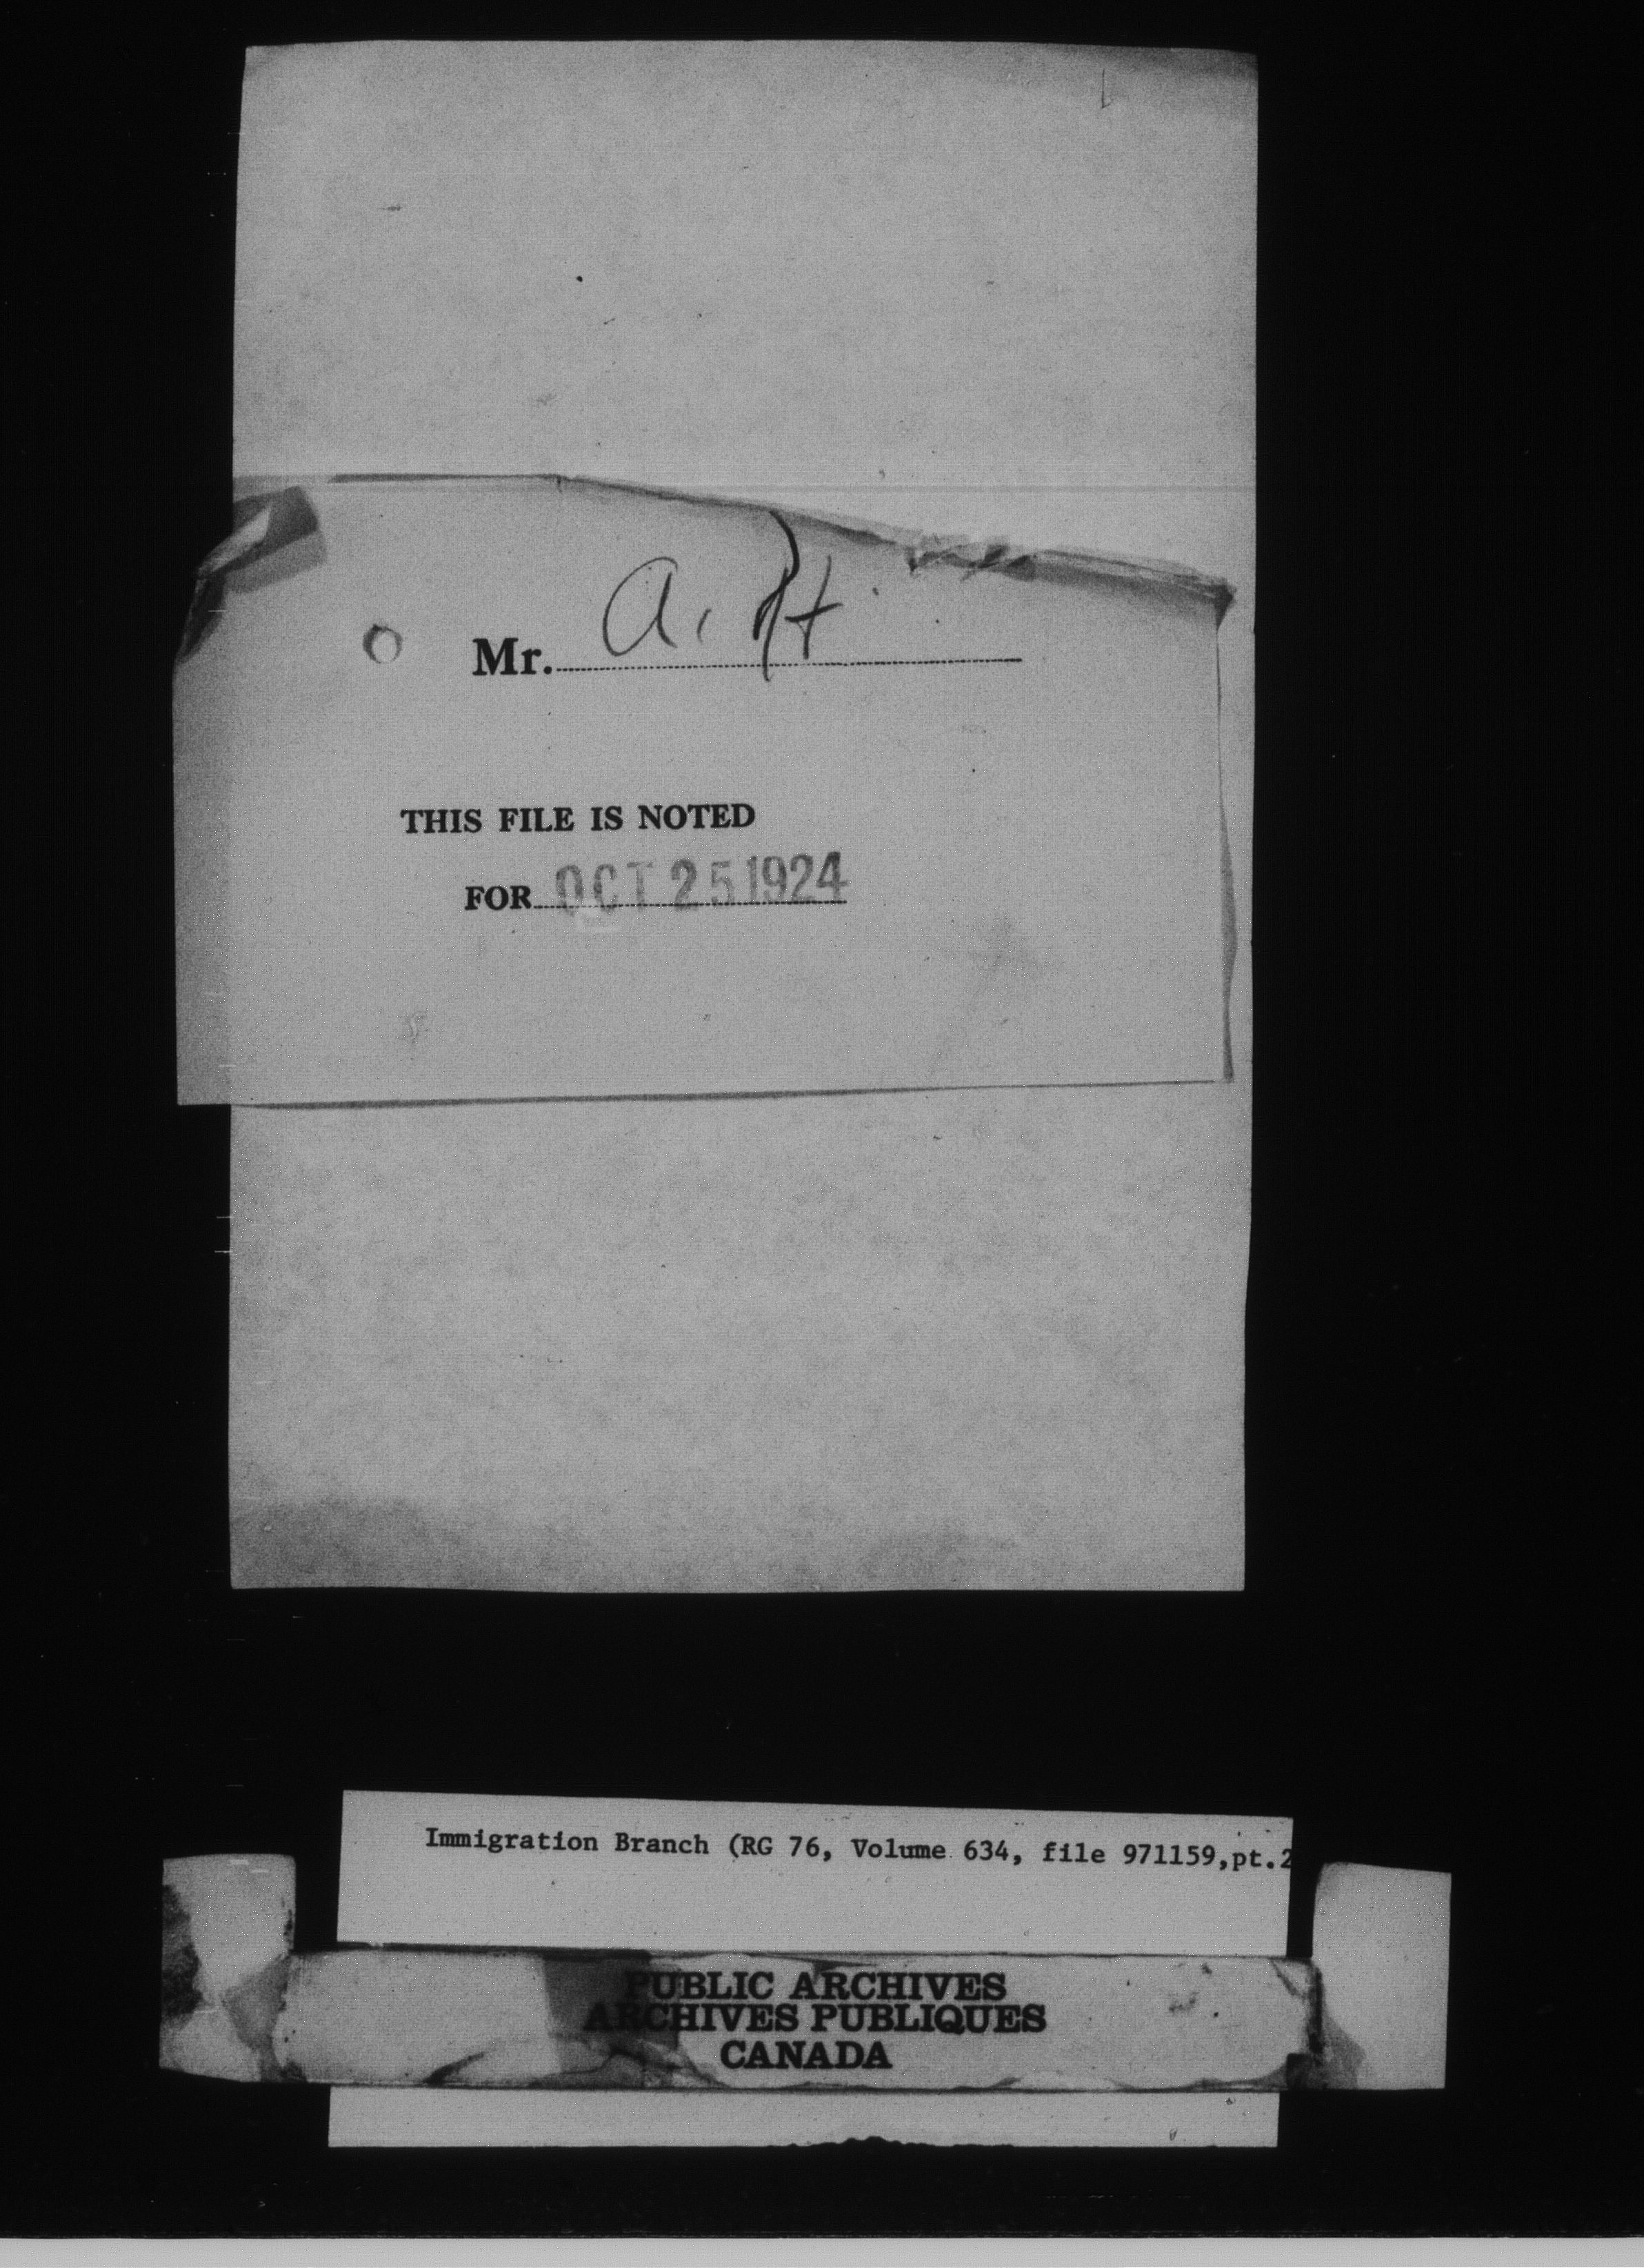 Mr. a.
THIS FILE IS NOTED
FOR OCT 25 1924
Immigration Branch (RG 76, Volume 634, file 971159,pt.2
PUBLIC ARCHIVES
ARCHIVES PUBLIQUES
CANADA